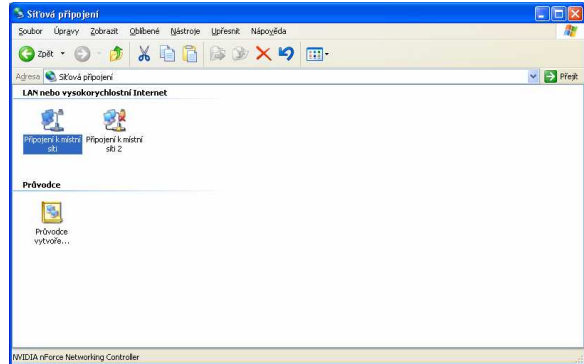 Síťová připojení
Soubor Úpravy Zobrazit Oblíbené Nástroje Upřesnit Nápověda
Zpět
Adresa Síťová připojení Přejít
LAN nebo vysokorychlostní Internet
Připojení k místní síti
Připojení k místní síti 2
Průvodce
Průvodce vytvoře...
NVIDIA nForce Networking Controller